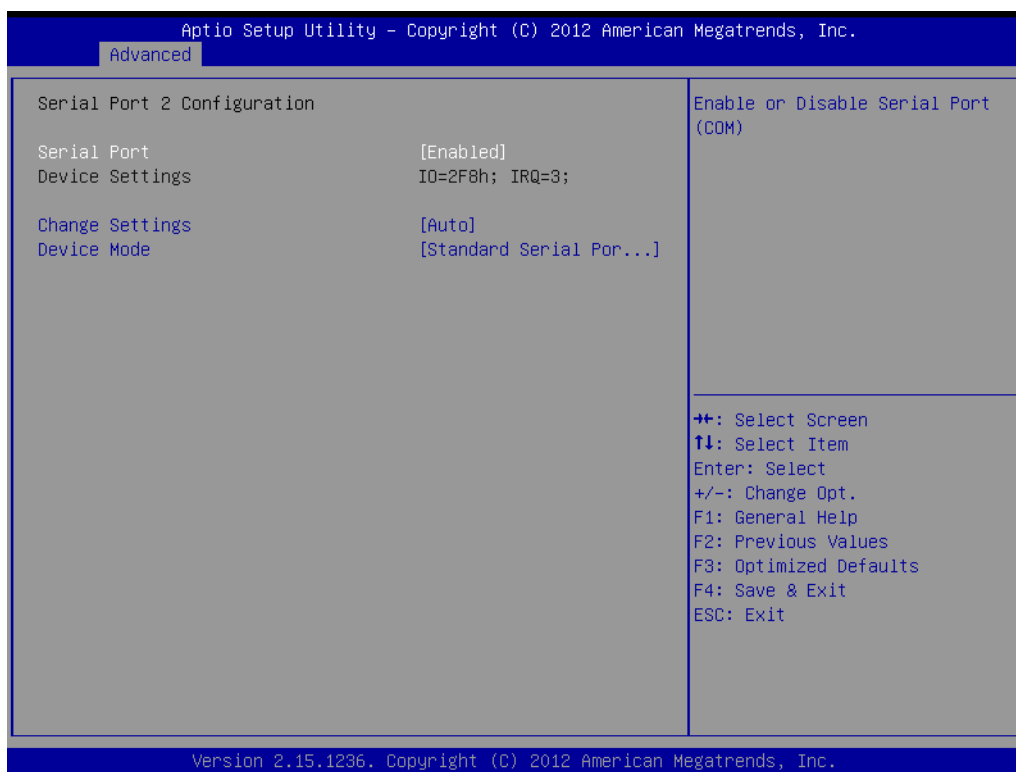 Aptio Setup Utility – Copyright (C) 2012 American Megatrends, Inc.
Advanced
Serial Port 2 Configuration
Serial Port [Enabled]
Device Settings IO=2F8h; IRQ=3;
Change Settings [Auto]
Device Mode [Standard Serial Por...]
Enable or Disable Serial Port
(COM)
→←: Select Screen
↑↓: Select Item
Enter: Select
+/-: Change Opt.
F1: General Help
F2: Previous Values
F3: Optimized Defaults
F4: Save & Exit
ESC: Exit
Version 2.15.1236. Copyright (C) 2012 American Megatrends, Inc.